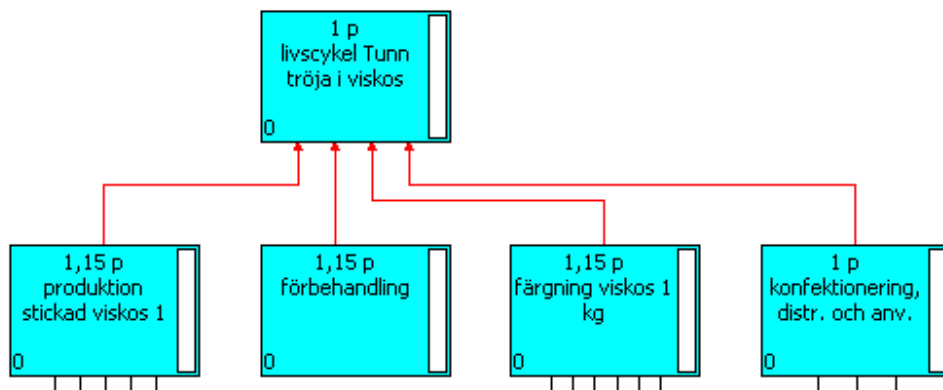 1 p
livscykel Tunn
tröja i viskos
0
1,15 p
produktion
stickad viskos 1
0
1,15 p
förbehandling
0
1,15 p
färgning viskos 1
kg
0
1 p
konfektionering,
distr. och anv.
0